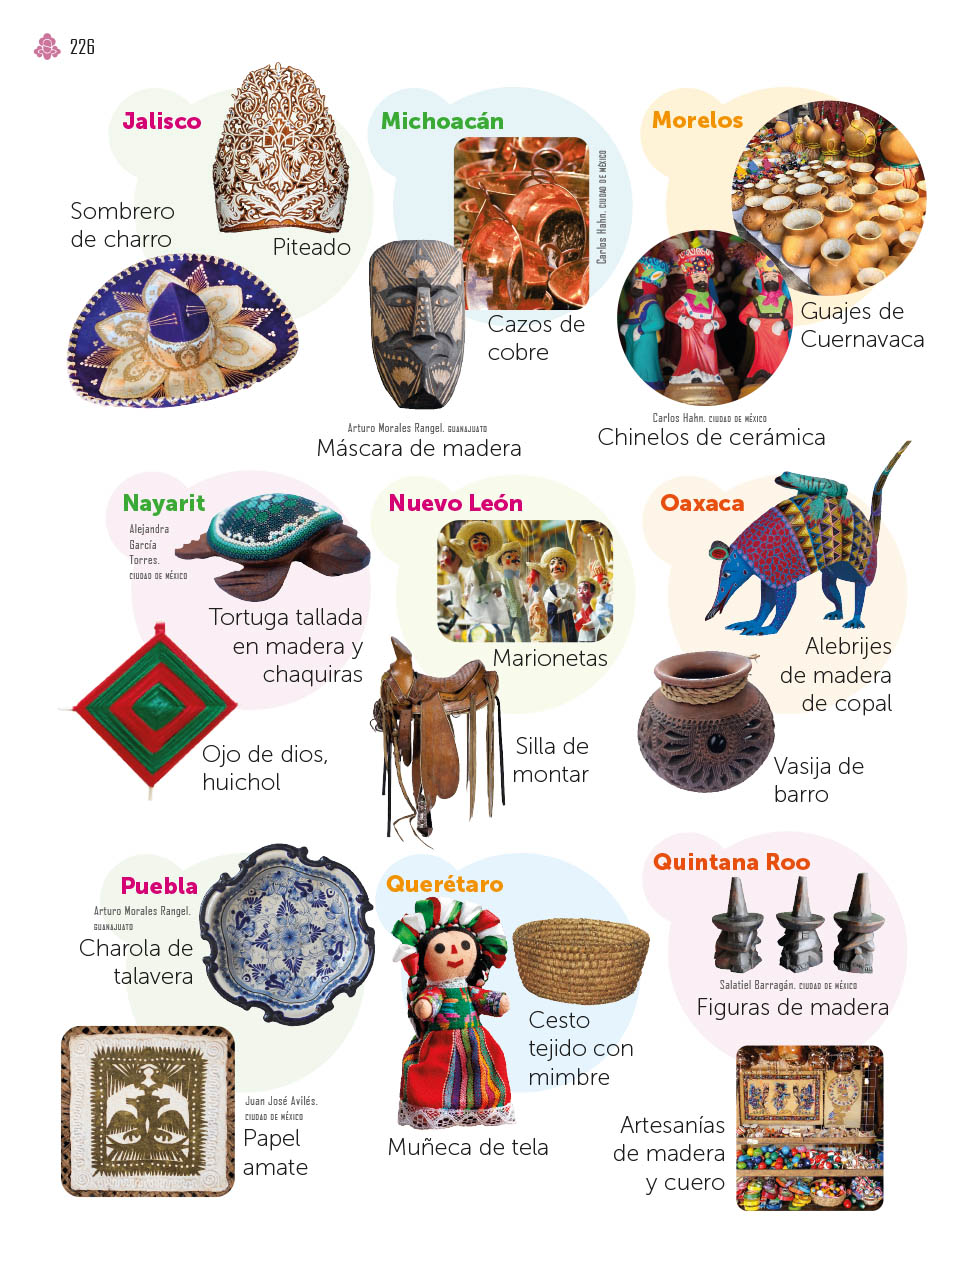 226
Jalisco
Sombrero
de charro
Piteado
Michoacán
Carlos Hahn. CIUDAD DE MÉXICO
Cazos de
cobre
Arturo Morales Rangel. GUANAJUATO
Máscara de madera
Morelos
Guajes de
Cuernavaca
Carlos Hahn. CIUDAD DE MÉXICO
Chinelos de cerámica
Nayarit
Alejandra
García
Torres.
CIUDAD DE MÉXICO
Tortuga tallada
en madera y
chaquiras
Ojo de dios,
huichol
Nuevo León
Marionetas
Silla de
montar
Oaxaca
Alebrijes
de madera
de copal
Vasija de
barro
Puebla
Arturo Morales Rangel.
GUANAJUATO
Charola de
talavera
Juan José Avilés.
CIUDAD DE MÉXICO
Papel
amate
Querétaro
Cesto
tejido con
mimbre
Muñeca de tela
Quintana Roo
Salatiel Barragán. CIUDAD DE MÉXICO
Figuras de madera
Artesanías
de madera
y cuero